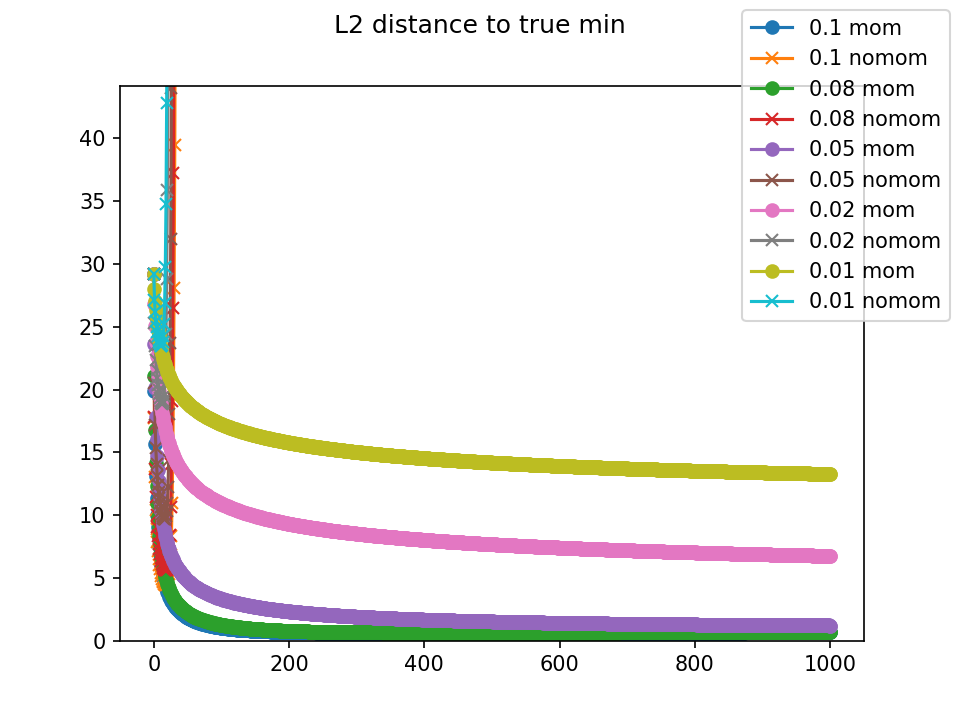 L2 distance to true min
0.1 mom
0.1 nomom
0.08 mom
0.08 nomom
0.05 mom
0.05 nomom
0.02 mom
0.02 nomom
0.01 mom
0.01 nomom
40
35
30
25
20
15
10
5
0
0 200 400 600 800 1000